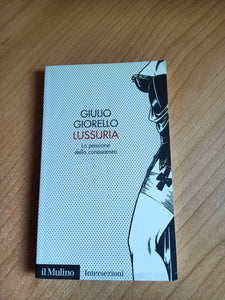 GIULIO
GIORELLO
LUSSURIA
La passione
della conoscenza
il Mulino Intersezioni